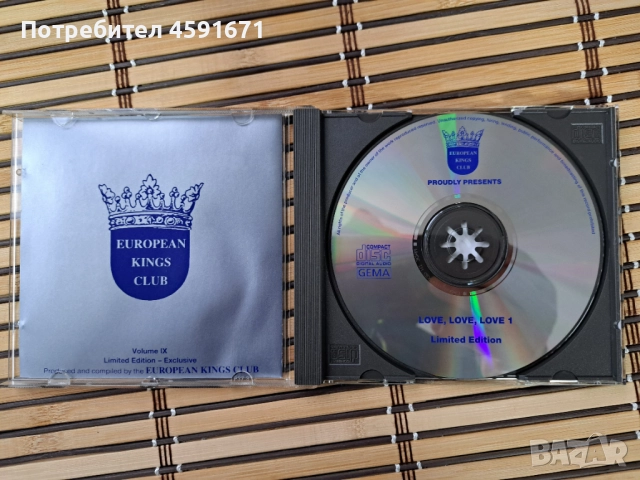 Потребител 4591671
EUROPEAN
KINGS
CLUB
Volume IX
Limited Edition – Exclusive
Produced and compiled by the EUROPEAN KINGS CLUB
EUROPEAN
KINGS
CLUB
PROUDLY PRESENTS
COMPACT
disc
DIGITAL AUDIO
GEMA
LOVE, LOVE, LOVE 1
Limited Edition
BAZAR
bg